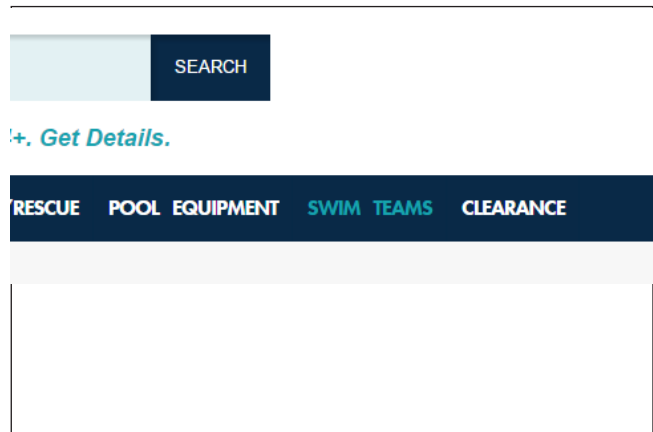 SEARCH
+. Get Details.
/RESCUE POOL EQUIPMENT SWIM TEAMS CLEARANCE